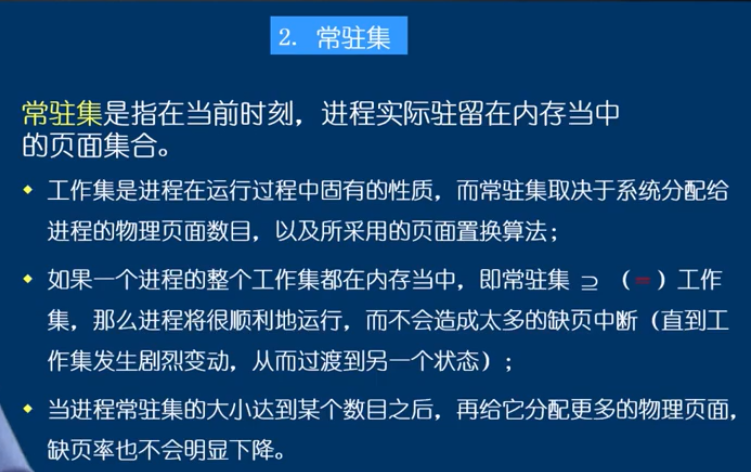 2. 常驻集
常驻集是指在当前时刻，进程实际驻留在内存当中
的页面集合。
◆ 工作集是进程在运行过程中固有的性质，而常驻集取决于系统分配给
进程的物理页面数目，以及所采用的页面置换算法；
◆ 如果一个进程的整个工作集都在内存当中，即常驻集 ⊇ （=）工作
集，那么进程将很顺利地运行，而不会造成太多的缺页中断（直到工
作集发生剧烈变动，从而过渡到另一个状态）；
◆ 当进程常驻集的大小达到某个数目之后，再给它分配更多的物理页面，
缺页率也不会明显下降。